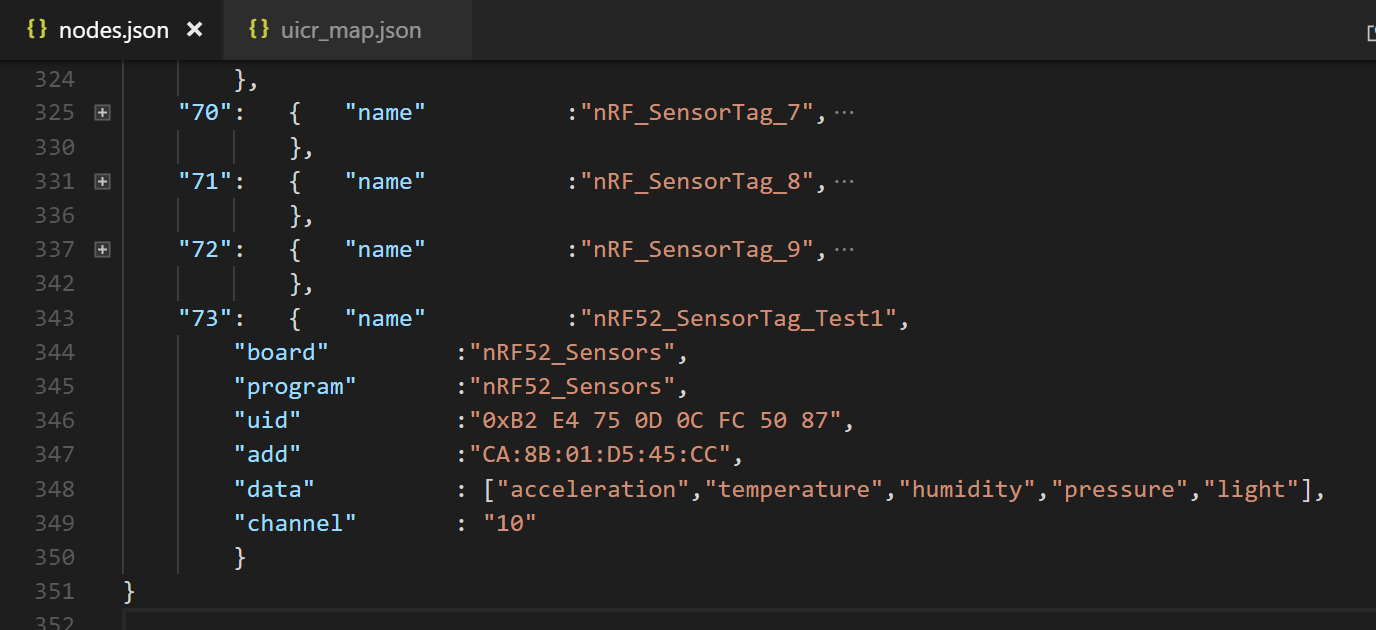 {} nodes.json × {} uicr_map.json
324 },
325 "70": { "name" :"nRF_SensorTag_7", ···
330 },
331 "71": { "name" :"nRF_SensorTag_8", ···
336 },
337 "72": { "name" :"nRF_SensorTag_9", ···
342 },
343 "73": { "name" :"nRF52_SensorTag_Test1",
344 "board" :"nRF52_Sensors",
345 "program" :"nRF52_Sensors",
346 "uid" :"0xB2 E4 75 0D 0C FC 50 87",
347 "add" :"CA:8B:01:D5:45:CC",
348 "data" : ["acceleration","temperature","humidity","pressure","light"],
349 "channel" : "10"
350 }
351 }
352